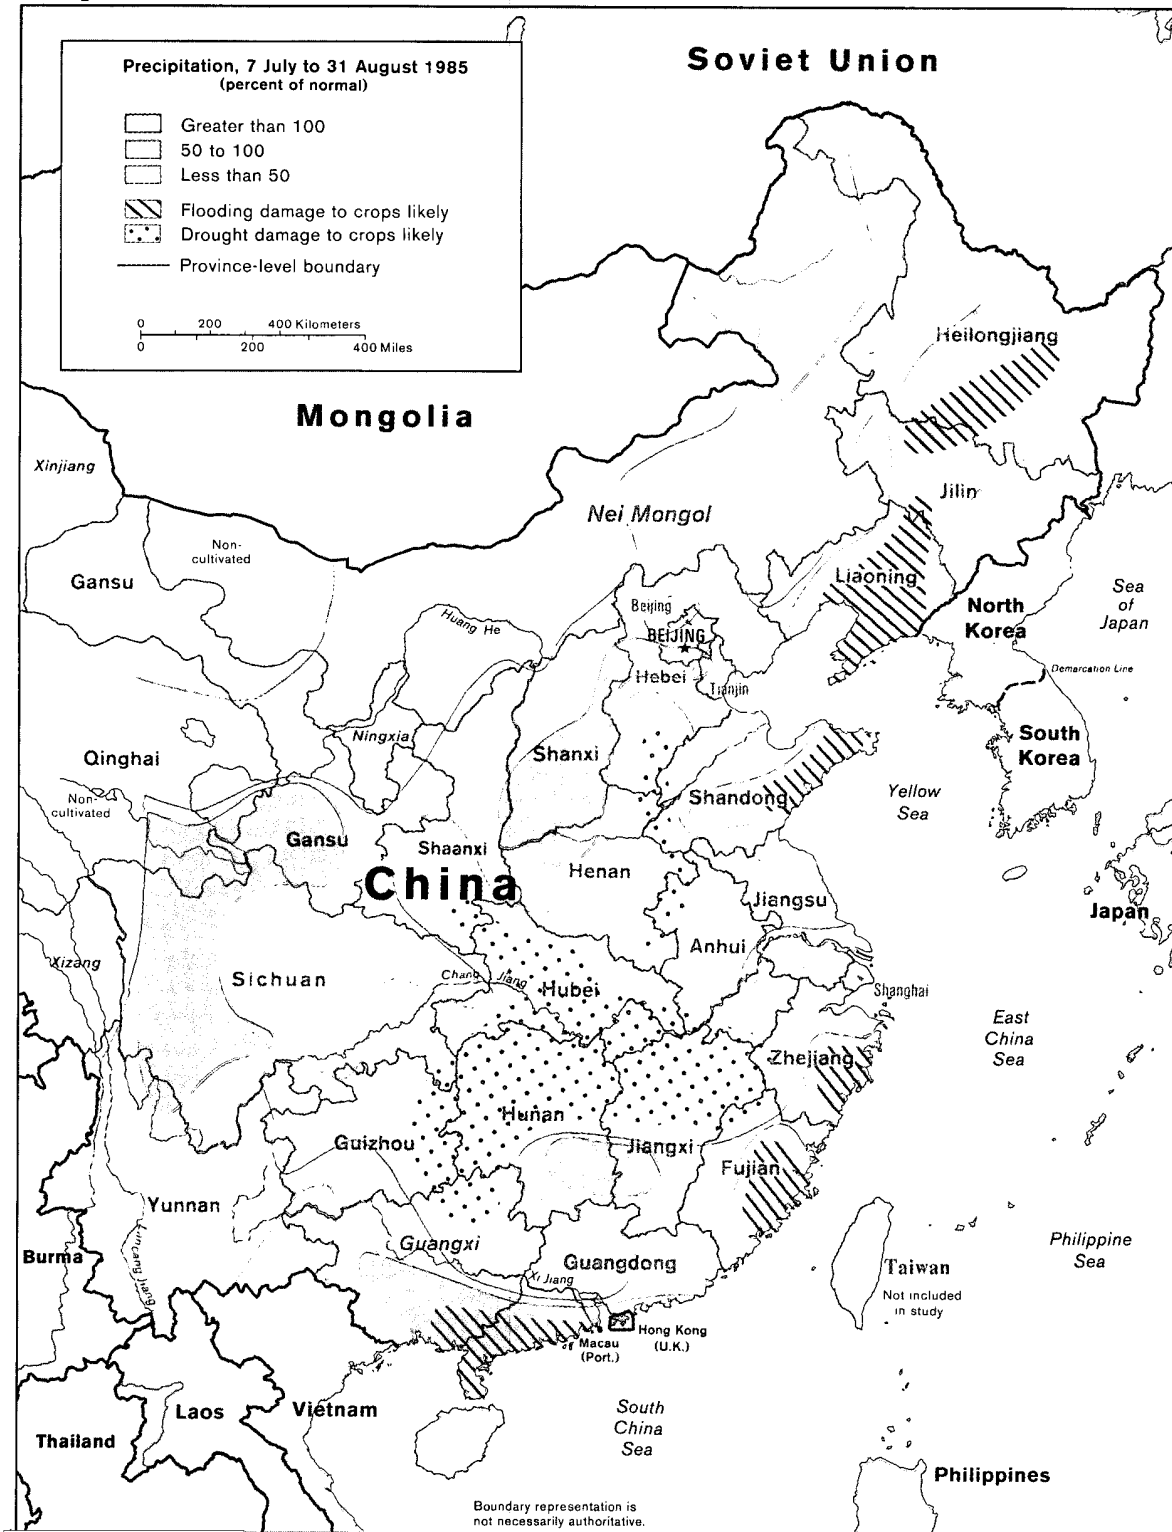 Soviet Union
Precipitation, 7 July to 31 August 1985
(percent of normal)
Greater than 100
50 to 100
Less than 50
Flooding damage to crops likely
Drought damage to crops likely
Province-level boundary
0 200 400 Kilometers
0 200 400 Miles
Heilongjiang
Mongolia
Xinjiang
Jilin
Nei Mongol
Non-
cultivated
Gansu
Liaoning
Sea
of
Japan
Beijing
North
Korea
Huang He
BEIJING
Hebei
Tianjin
Demarcation Line
Ningxia
South
Korea
Shanxi
Qinghai
Shandong
Yellow
Sea
Non-
cultivated
Gansu
Shaanxi
Henan
China
Jiangsu
Japan
Anhui
Xizang
Sichuan
Chang Jiang
Hubei
Shanghai
East
China
Sea
Zhejiang
Hunan
Guizhou
Jiangxi
Fujian
Yunnan
Lancang Jiang
Guangxi
Burma
Guangdong
Xi Jiang
Taiwan
Not included
in study
Philippine
Sea
Hong Kong
(U.K.)
Macau
(Port.)
Laos
Vietnam
South
China
Sea
Thailand
Philippines
Boundary representation is
not necessarily authoritative.